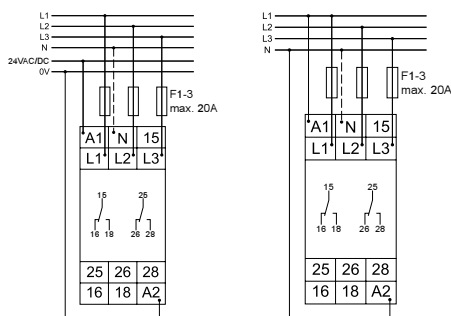 L1
L2
L3
N
24VAC/DC
0V
F1-3
max. 20A
A1 N 15
L1 L2 L3
15 25
16 18 26 28
25 26 28
16 18 A2
L1
L2
L3
N
F1-3
max. 20A
A1 N 15
L1 L2 L3
15 25
16 18 26 28
25 26 28
16 18 A2